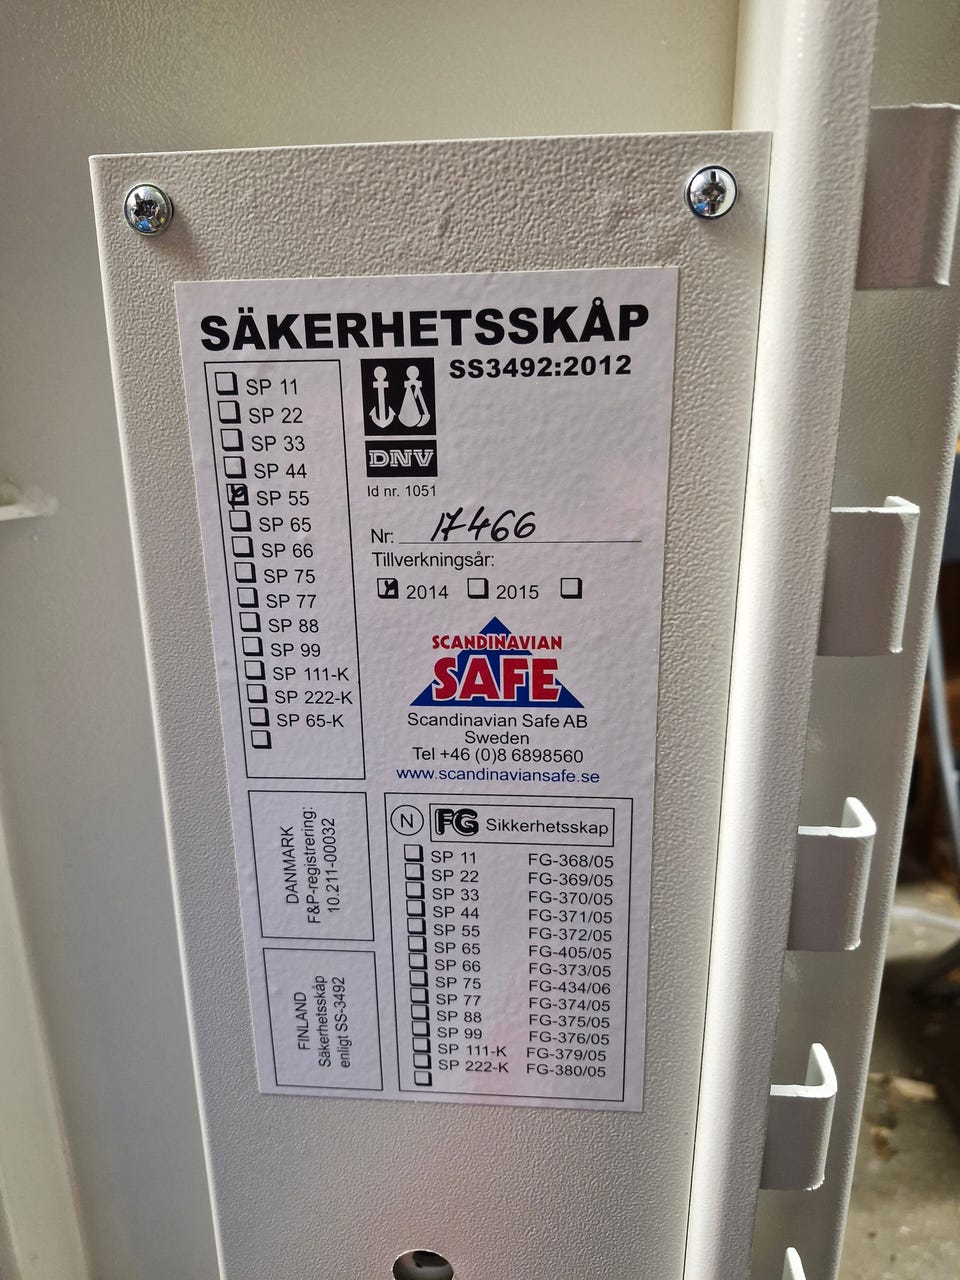 SÄKERHETSSKÅP
SS3492:2012
SP 11
SP 22
SP 33
SP 44
SP 55
SP 65
SP 66
SP 75
SP 77
SP 88
SP 99
SP 111-K
SP 222-K
SP 65-K
DNV
Id nr. 1051
Nr: 17466
Tillverkningsår:
2014 2015
SCANDINAVIAN
SAFE
Scandinavian Safe AB
Sweden
Tel +46 (0)8 6898560
www.scandinaviansafe.se
DANMARK
F&P-registrering:
10.211-00032
FINLAND
Säkerhetsskåp
enligt SS-3492
N FG Sikkerhetsskap
SP 11 FG-368/05
SP 22 FG-369/05
SP 33 FG-370/05
SP 44 FG-371/05
SP 55 FG-372/05
SP 65 FG-405/05
SP 66 FG-373/05
SP 75 FG-434/06
SP 77 FG-374/05
SP 88 FG-375/05
SP 99 FG-376/05
SP 111-K FG-379/05
SP 222-K FG-380/05